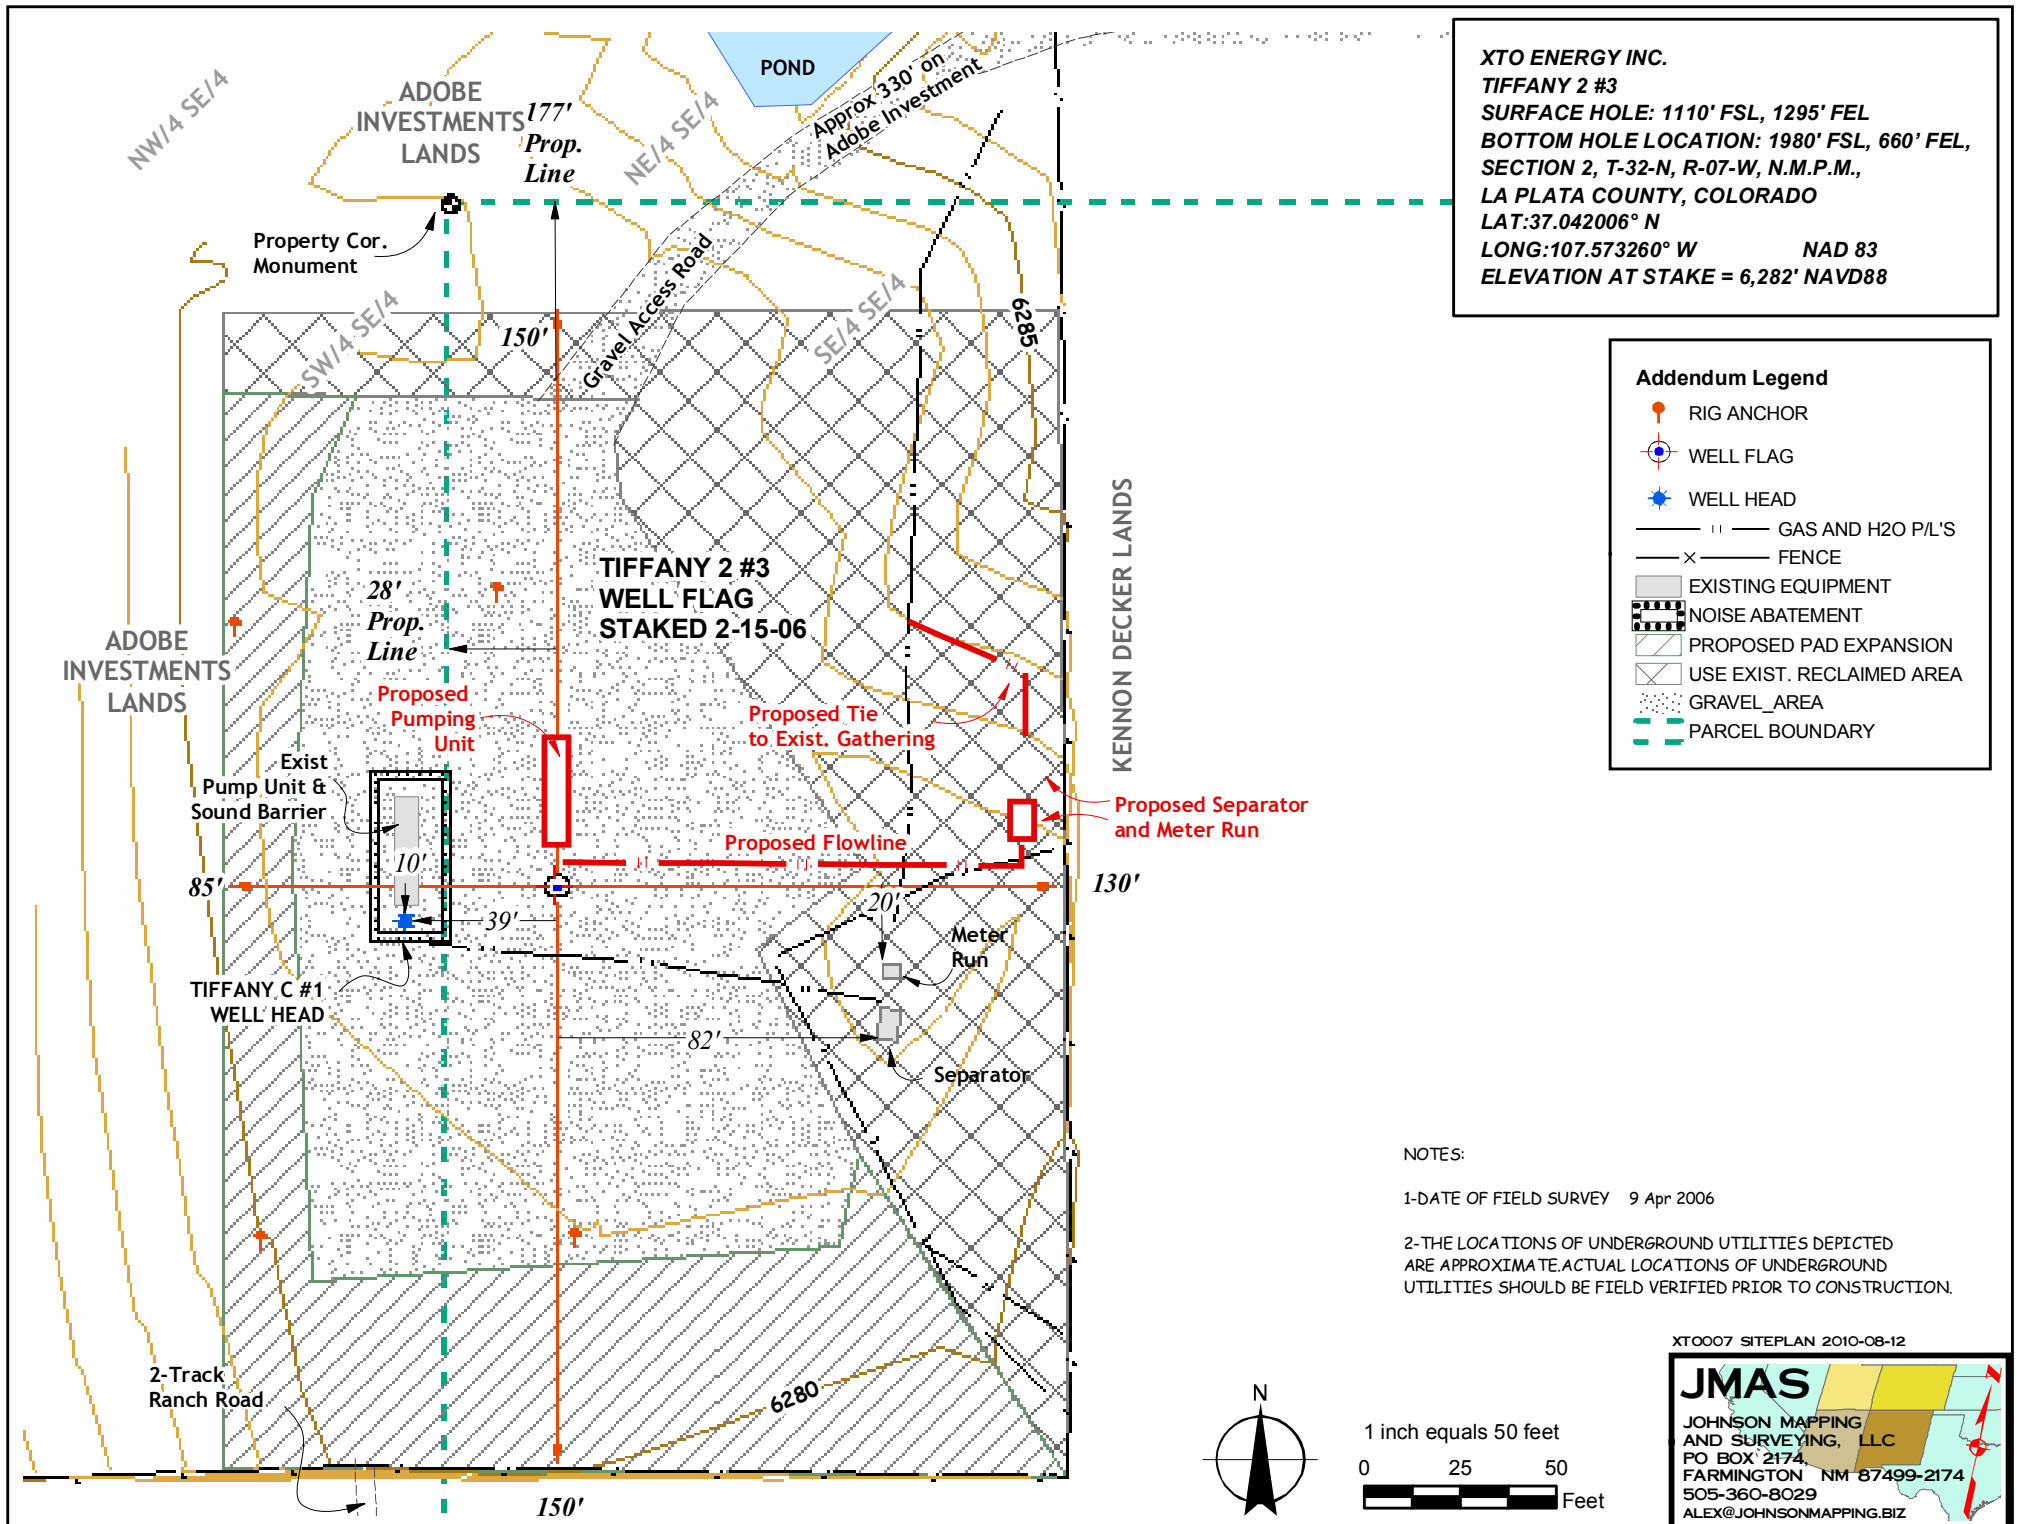 POND
ADOBE
INVESTMENTS
LANDS
177'
Prop.
Line
NW/4 SE/4
NE/4 SE/4
Approx 330' on
Adobe Investment
Property Cor.
Monument
Gravel Access Road
SW/4 SE/4
SE/4 SE/4
150'
6285
TIFFANY 2 #3
WELL FLAG
STAKED 2-15-06
28'
Prop.
Line
ADOBE
INVESTMENTS
LANDS
KENNON DECKER LANDS
Proposed
Pumping
Unit
Proposed Tie
to Exist. Gathering
Exist
Pump Unit &
Sound Barrier
Proposed Separator
and Meter Run
Proposed Flowline
10'
85'
130'
39'
20'
Meter
Run
TIFFANY C #1
WELL HEAD
82'
Separator
2-Track
Ranch Road
6280
150'
XTO ENERGY INC.
TIFFANY 2 #3
SURFACE HOLE: 1110' FSL, 1295' FEL
BOTTOM HOLE LOCATION: 1980' FSL, 660' FEL,
SECTION 2, T-32-N, R-07-W, N.M.P.M.,
LA PLATA COUNTY, COLORADO
LAT:37.042006° N
LONG:107.573260° W NAD 83
ELEVATION AT STAKE = 6,282' NAVD88
Addendum Legend
RIG ANCHOR
WELL FLAG
WELL HEAD
GAS AND H2O P/L'S
FENCE
EXISTING EQUIPMENT
NOISE ABATEMENT
PROPOSED PAD EXPANSION
USE EXIST. RECLAIMED AREA
GRAVEL_AREA
PARCEL BOUNDARY
NOTES:
1-DATE OF FIELD SURVEY 9 Apr 2006
2-THE LOCATIONS OF UNDERGROUND UTILITIES DEPICTED
ARE APPROXIMATE.ACTUAL LOCATIONS OF UNDERGROUND
UTILITIES SHOULD BE FIELD VERIFIED PRIOR TO CONSTRUCTION.
N
1 inch equals 50 feet
0 25 50
Feet
XTO007 SITEPLAN 2010-08-12
JMAS
JOHNSON MAPPING
AND SURVEYING, LLC
PO BOX 2174,
FARMINGTON NM 87499-2174
505-360-8029
ALEX@JOHNSONMAPPING.BIZ
N